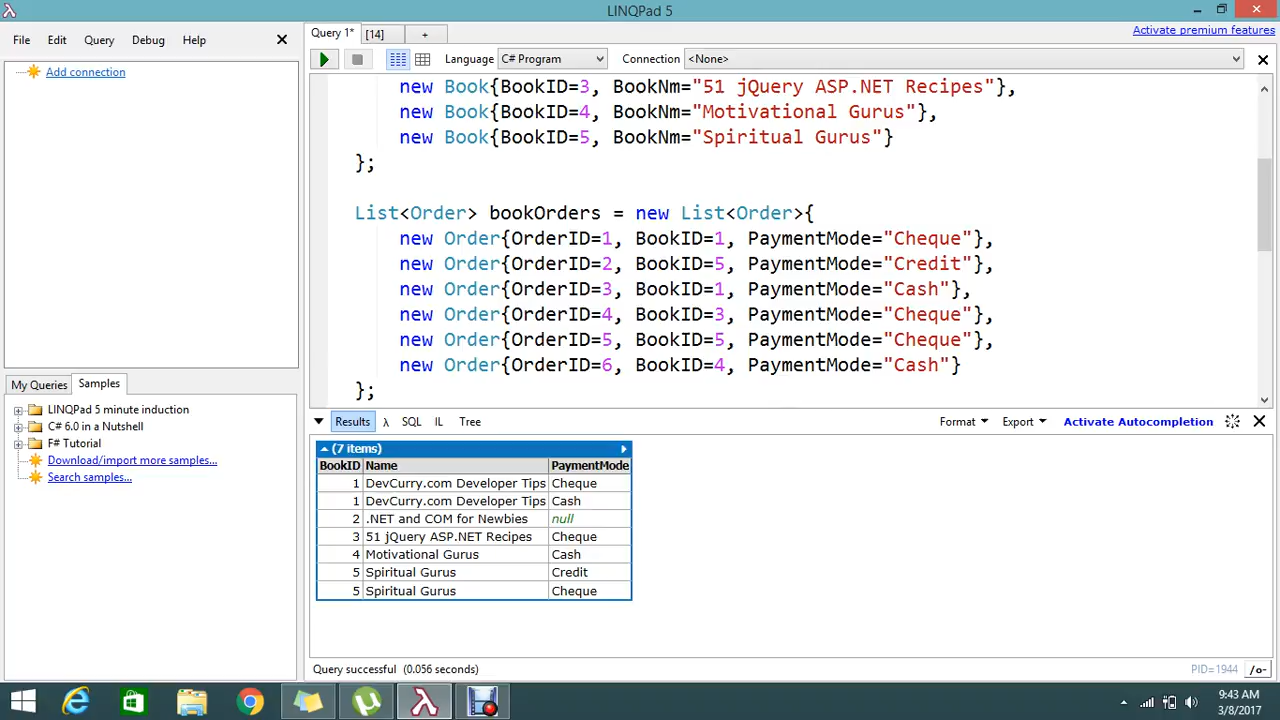 LINQPad 5
File Edit Query Debug Help
Add connection
Query 1* [14] +
Activate premium features
Language C# Program Connection <None>
new Book{BookID=3, BookNm="51 jQuery ASP.NET Recipes"},
new Book{BookID=4, BookNm="Motivational Gurus"},
new Book{BookID=5, BookNm="Spiritual Gurus"}
};
List<Order> bookOrders = new List<Order>{
new Order{OrderID=1, BookID=1, PaymentMode="Cheque"},
new Order{OrderID=2, BookID=5, PaymentMode="Credit"},
new Order{OrderID=3, BookID=1, PaymentMode="Cash"},
new Order{OrderID=4, BookID=3, PaymentMode="Cheque"},
new Order{OrderID=5, BookID=5, PaymentMode="Cheque"},
new Order{OrderID=6, BookID=4, PaymentMode="Cash"}
};
My Queries Samples
LINQPad 5 minute induction
C# 6.0 in a Nutshell
F# Tutorial
Download/import more samples...
Search samples...
Results λ SQL IL Tree Format Export Activate Autocompletion
(7 items)
BookID Name PaymentMode
1 DevCurry.com Developer Tips Cheque
1 DevCurry.com Developer Tips Cash
2 .NET and COM for Newbies null
3 51 jQuery ASP.NET Recipes Cheque
4 Motivational Gurus Cash
5 Spiritual Gurus Credit
5 Spiritual Gurus Cheque
Query successful (0.056 seconds)
PID=1944 /o-
9:43 AM
3/8/2017